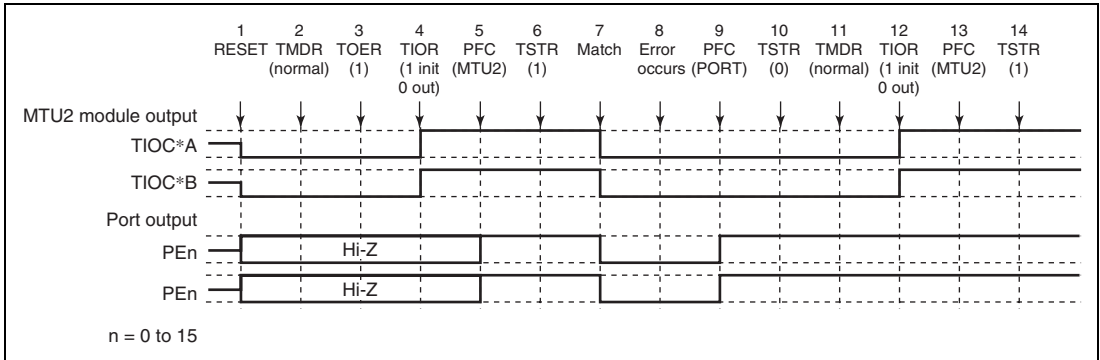 1 2 3 4 5 6 7 8 9 10 11 12 13 14
RESET TMDR TOER TIOR PFC TSTR Match Error PFC TSTR TMDR TIOR PFC TSTR
(normal) (1) (1 init (MTU2) (1) occurs (PORT) (0) (normal) (1 init (MTU2) (1)
0 out) 0 out)
MTU2 module output
TIOC*A
TIOC*B
Port output
PEn Hi-Z
PEn Hi-Z
n = 0 to 15